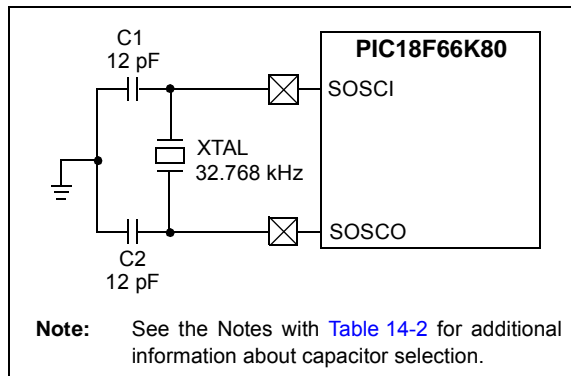 C1
12 pF
PIC18F66K80
SOSCI
XTAL
32.768 kHz
SOSCO
C2
12 pF
Note: See the Notes with Table 14-2 for additional
information about capacitor selection.